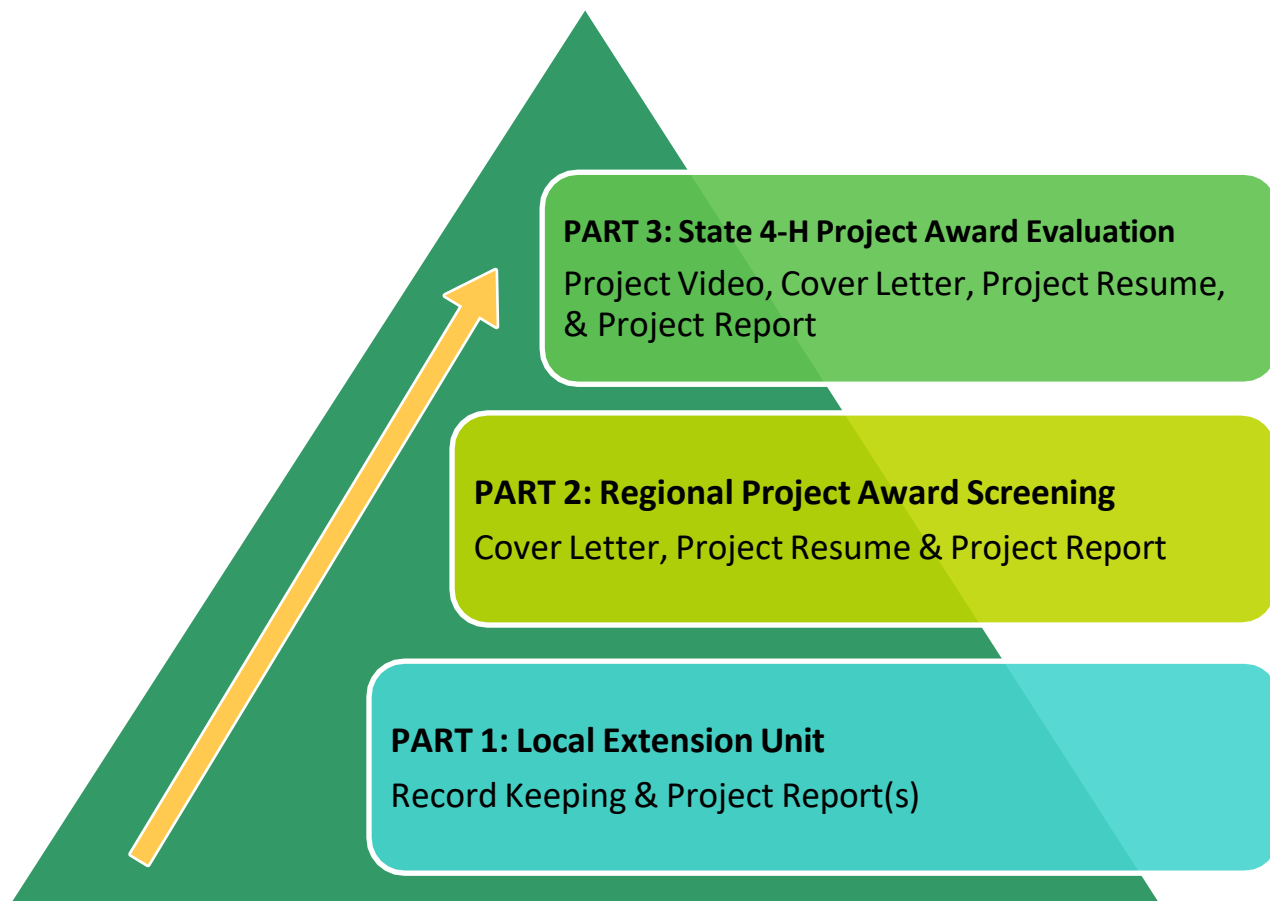 PART 3: State 4-H Project Award Evaluation
Project Video, Cover Letter, Project Resume,
& Project Report
PART 2: Regional Project Award Screening
Cover Letter, Project Resume & Project Report
PART 1: Local Extension Unit
Record Keeping & Project Report(s)